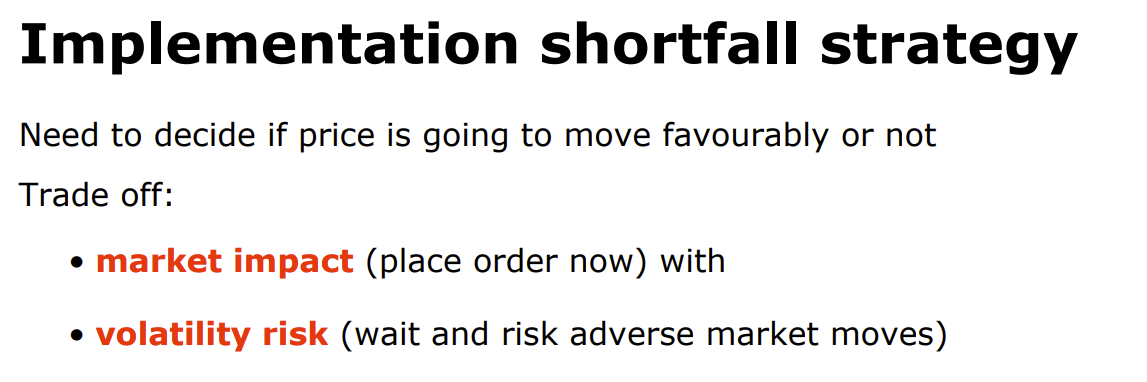 Implementation shortfall strategy
Need to decide if price is going to move favourably or not
Trade off:
• market impact (place order now) with
• volatility risk (wait and risk adverse market moves)